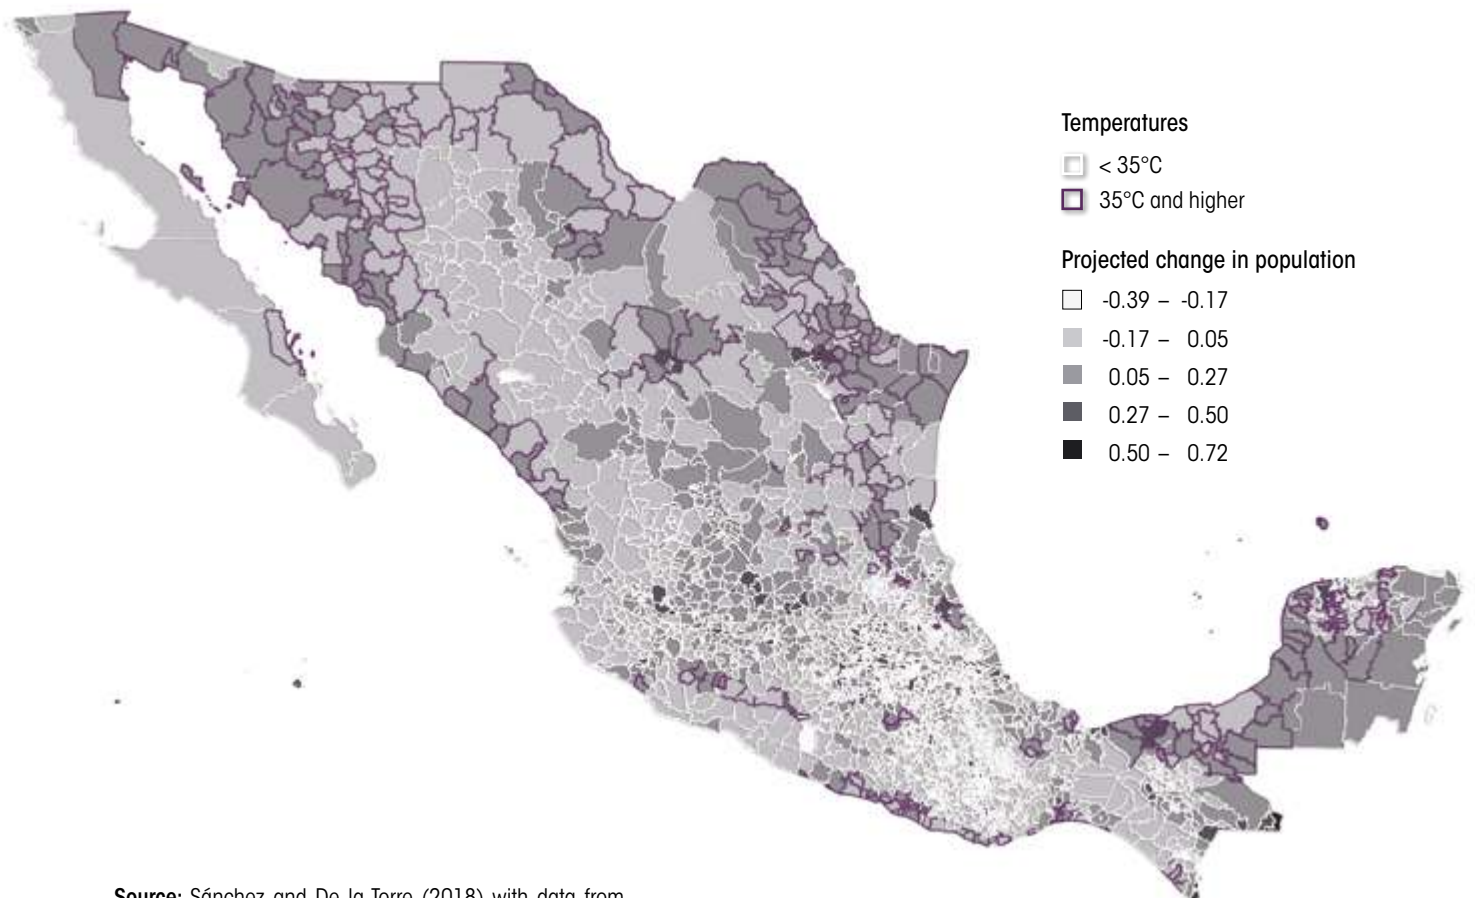 Temperatures
< 35°C
35°C and higher
Projected change in population
-0.39 – -0.17
-0.17 – 0.05
0.05 – 0.27
0.27 – 0.50
0.50 – 0.72
Source: Sánchez and De la Torre (2018) with data from